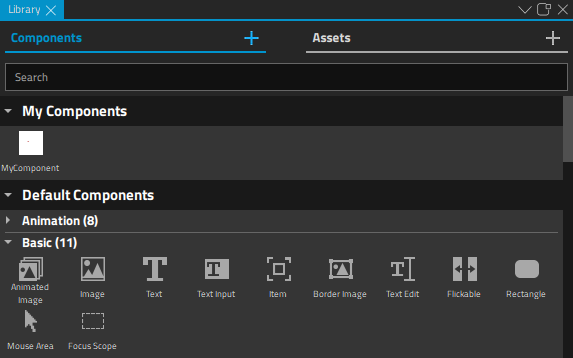 Library
Components
Assets
Search
My Components
MyComponent
Default Components
Animation (8)
Basic (11)
Animated Image
Image
Text
Text Input
Item
Border Image
Text Edit
Flickable
Rectangle
Mouse Area
Focus Scope